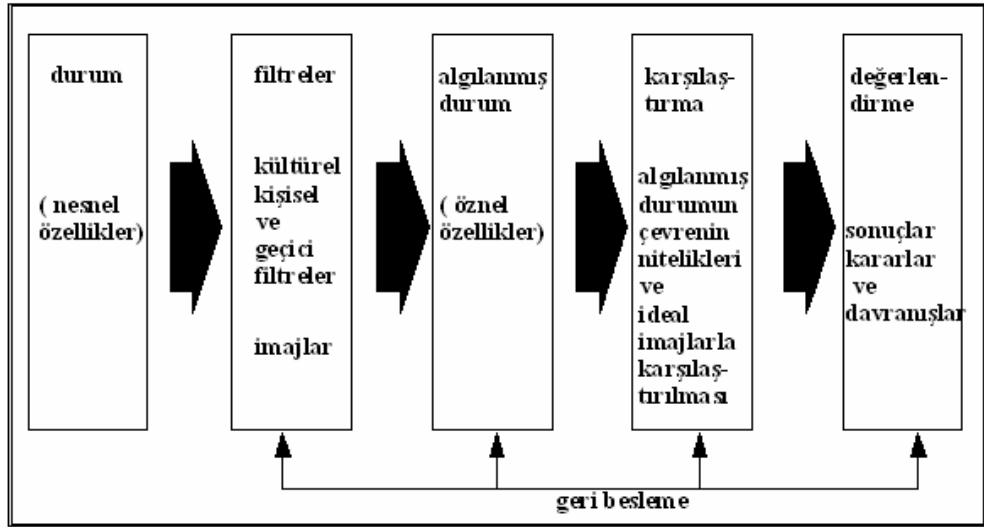 durum
( nesnel
özellikler)
filtreler
kültürel
kişisel
ve
geçici
filtreler
imajlar
algılanmış
durum
( öznel
özellikler)
karşılaş-
tırma
algılanmış
durumun
çevrenin
nitelikleri
ve
ideal
imajlarla
karşılaş-
tırılması
değerlen-
dirme
sonuçlar
kararlar
ve
davranışlar
geri besleme